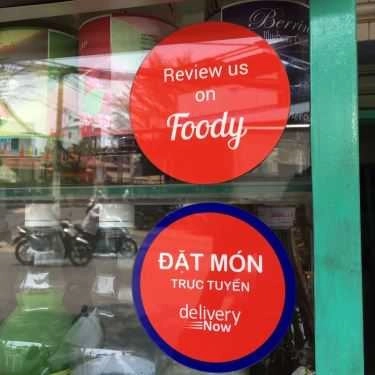 Review us
on
Foody
ĐẶT MÓN
TRỰC TUYẾN
delivery
Now